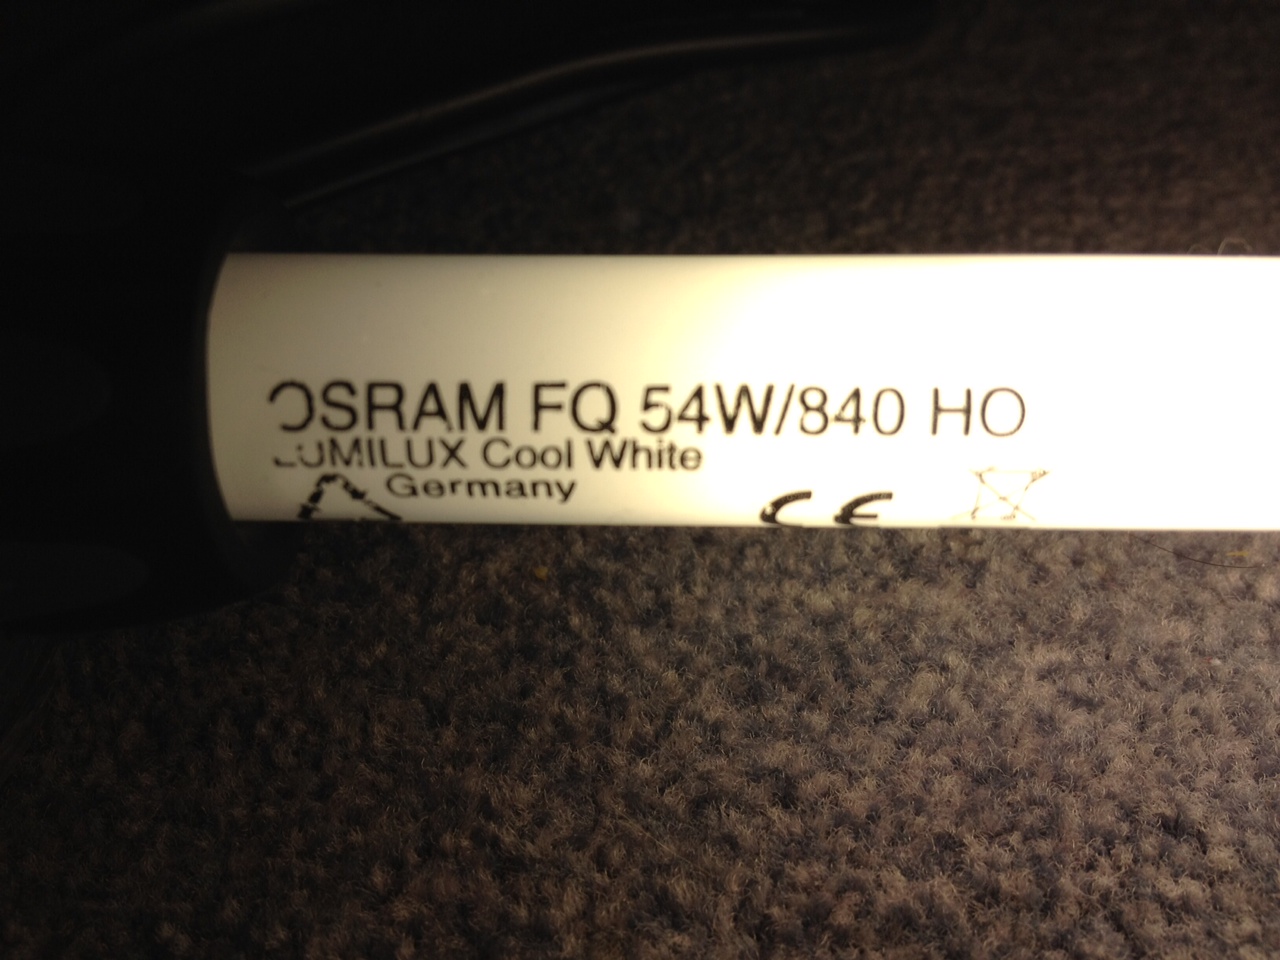 OSRAM FQ 54W/840 HO
LUMILUX Cool White
Germany
CE